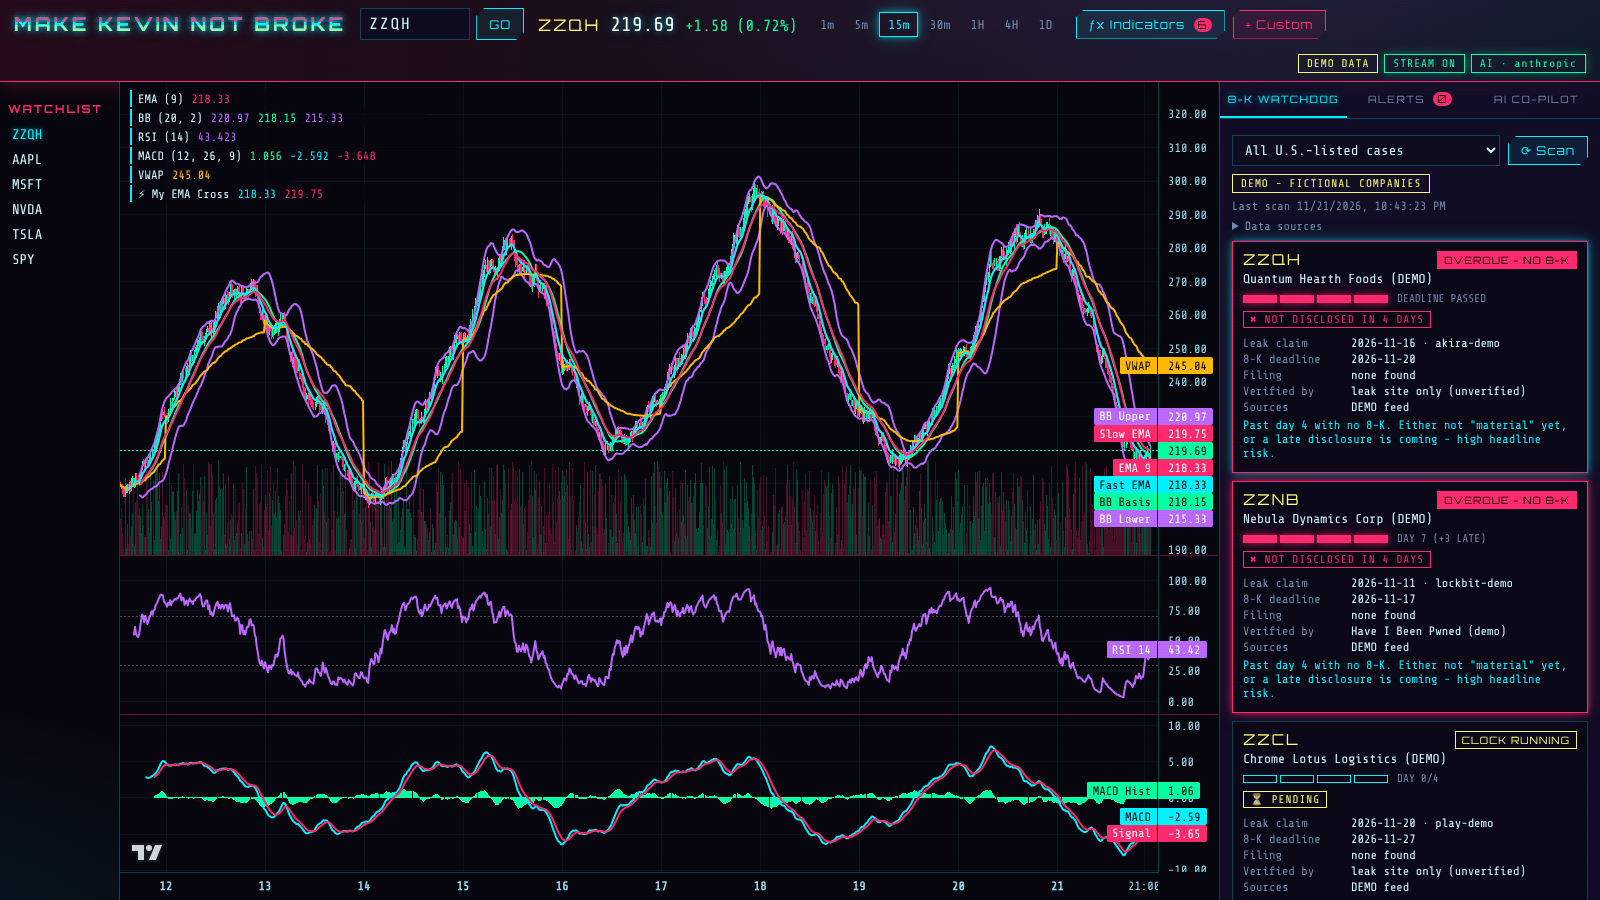 MAKE KEVIN NOT BROKE
ZZQH
GO
ZZQH 219.69 +1.58 (0.72%)
1m 5m 15m 30m 1H 4H 1D
ƒx Indicators 6
+ Custom
DEMO DATA
STREAM ON
AI · anthropic
WATCHLIST
ZZQH
AAPL
MSFT
NVDA
TSLA
SPY
EMA (9) 218.33
BB (20, 2) 220.97 218.15 215.33
RSI (14) 43.423
MACD (12, 26, 9) 1.056 −2.592 −3.648
VWAP 245.04
⚡ My EMA Cross 218.33 219.75
320.00
310.00
300.00
290.00
280.00
270.00
260.00
250.00
VWAP 245.04
240.00
BB Upper 220.97
Slow EMA 219.75
219.69
EMA 9 218.33
Fast EMA 218.33
BB Basis 218.15
BB Lower 215.33
190.00
100.00
75.00
50.00
RSI 14 43.42
25.00
0.00
10.00
5.00
MACD Hist 1.06
0.00
MACD −2.59
Signal −3.65
−10.00
12 13 14 15 16 17 18 19 20 21 21:00
8-K WATCHDOG
ALERTS 0
AI CO-PILOT
All U.S.-listed cases
⟳ Scan
DEMO - FICTIONAL COMPANIES
Last scan 11/21/2026, 10:43:23 PM
▶ Data sources
ZZQH
OVERDUE - NO 8-K
Quantum Hearth Foods (DEMO)
DEADLINE PASSED
✖ NOT DISCLOSED IN 4 DAYS
Leak claim 2026-11-16 · akira-demo
8-K deadline 2026-11-20
Filing none found
Verified by leak site only (unverified)
Sources DEMO feed
Past day 4 with no 8-K. Either not "material" yet,
or a late disclosure is coming - high headline
risk.
ZZNB
OVERDUE - NO 8-K
Nebula Dynamics Corp (DEMO)
DAY 7 (+3 LATE)
✖ NOT DISCLOSED IN 4 DAYS
Leak claim 2026-11-11 · lockbit-demo
8-K deadline 2026-11-17
Filing none found
Verified by Have I Been Pwned (demo)
Sources DEMO feed
Past day 4 with no 8-K. Either not "material" yet,
or a late disclosure is coming - high headline
risk.
ZZCL
CLOCK RUNNING
Chrome Lotus Logistics (DEMO)
DAY 0/4
⏳ PENDING
Leak claim 2026-11-20 · play-demo
8-K deadline 2026-11-27
Filing none found
Verified by leak site only (unverified)
Sources DEMO feed